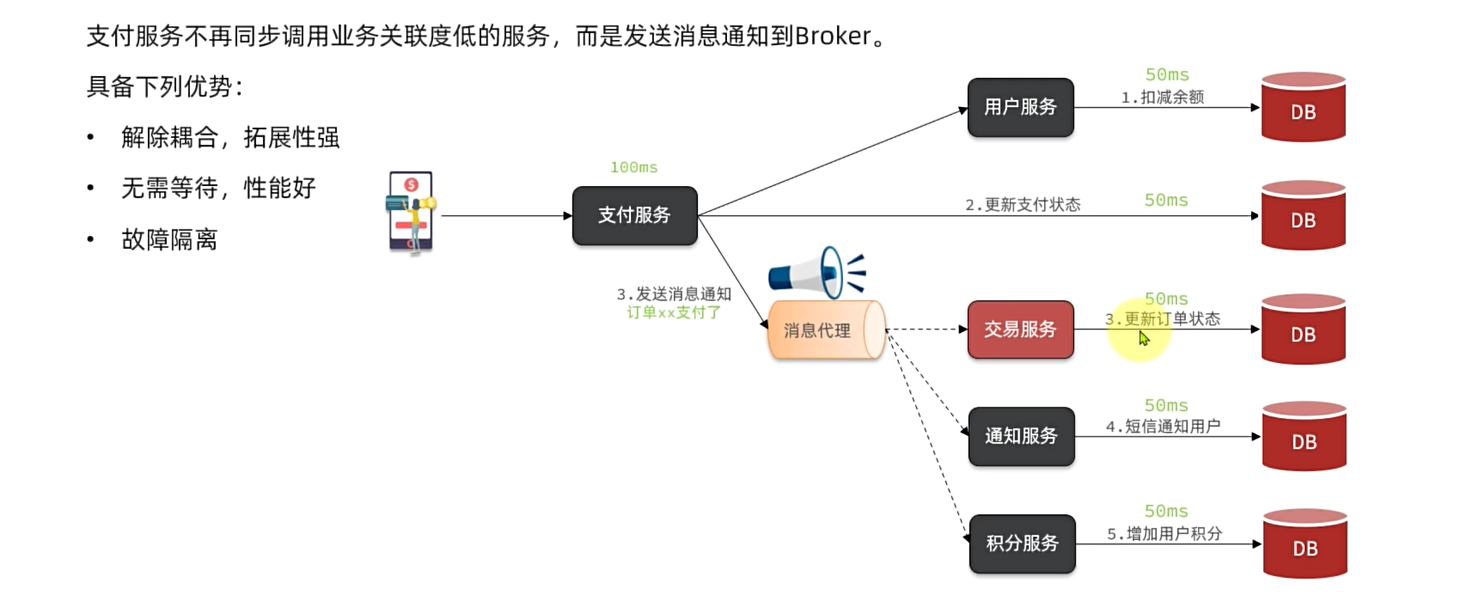 支付服务不再同步调用业务关联度低的服务，而是发送消息通知到Broker。
具备下列优势：
• 解除耦合，拓展性强
• 无需等待，性能好
• 故障隔离
100ms
支付服务
用户服务
50ms
1.扣减余额
DB
2.更新支付状态
50ms
DB
3.发送消息通知
订单xx支付了
消息代理
交易服务
50ms
3.更新订单状态
DB
通知服务
50ms
4.短信通知用户
DB
积分服务
50ms
5.增加用户积分
DB